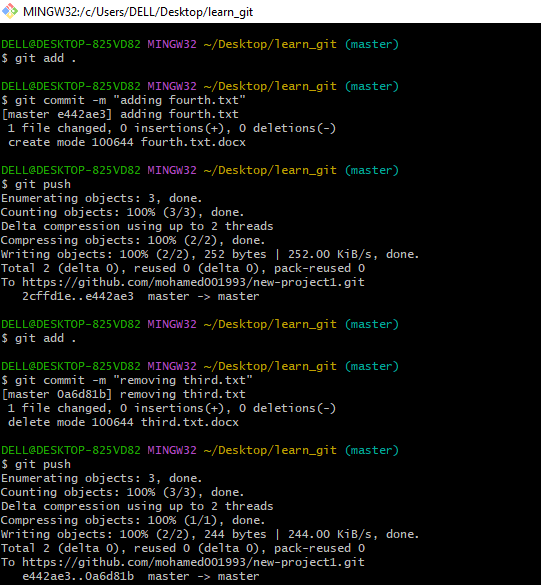 MINGW32:/c/Users/DELL/Desktop/learn_git
DELL@DESKTOP-825VD82 MINGW32 ~/Desktop/learn_git (master)
$ git add .
DELL@DESKTOP-825VD82 MINGW32 ~/Desktop/learn_git (master)
$ git commit -m "adding fourth.txt"
[master e442ae3] adding fourth.txt
 1 file changed, 0 insertions(+), 0 deletions(-)
 create mode 100644 fourth.txt.docx
DELL@DESKTOP-825VD82 MINGW32 ~/Desktop/learn_git (master)
$ git push
Enumerating objects: 3, done.
Counting objects: 100% (3/3), done.
Delta compression using up to 2 threads
Compressing objects: 100% (2/2), done.
Writing objects: 100% (2/2), 252 bytes | 252.00 KiB/s, done.
Total 2 (delta 0), reused 0 (delta 0), pack-reused 0
To https://github.com/mohamed001993/new-project1.git
   2cffd1e..e442ae3  master -> master
DELL@DESKTOP-825VD82 MINGW32 ~/Desktop/learn_git (master)
$ git add .
DELL@DESKTOP-825VD82 MINGW32 ~/Desktop/learn_git (master)
$ git commit -m "removing third.txt"
[master 0a6d81b] removing third.txt
 1 file changed, 0 insertions(+), 0 deletions(-)
 delete mode 100644 third.txt.docx
DELL@DESKTOP-825VD82 MINGW32 ~/Desktop/learn_git (master)
$ git push
Enumerating objects: 3, done.
Counting objects: 100% (3/3), done.
Delta compression using up to 2 threads
Compressing objects: 100% (1/1), done.
Writing objects: 100% (2/2), 244 bytes | 244.00 KiB/s, done.
Total 2 (delta 0), reused 0 (delta 0), pack-reused 0
To https://github.com/mohamed001993/new-project1.git
   e442ae3..0a6d81b  master -> master